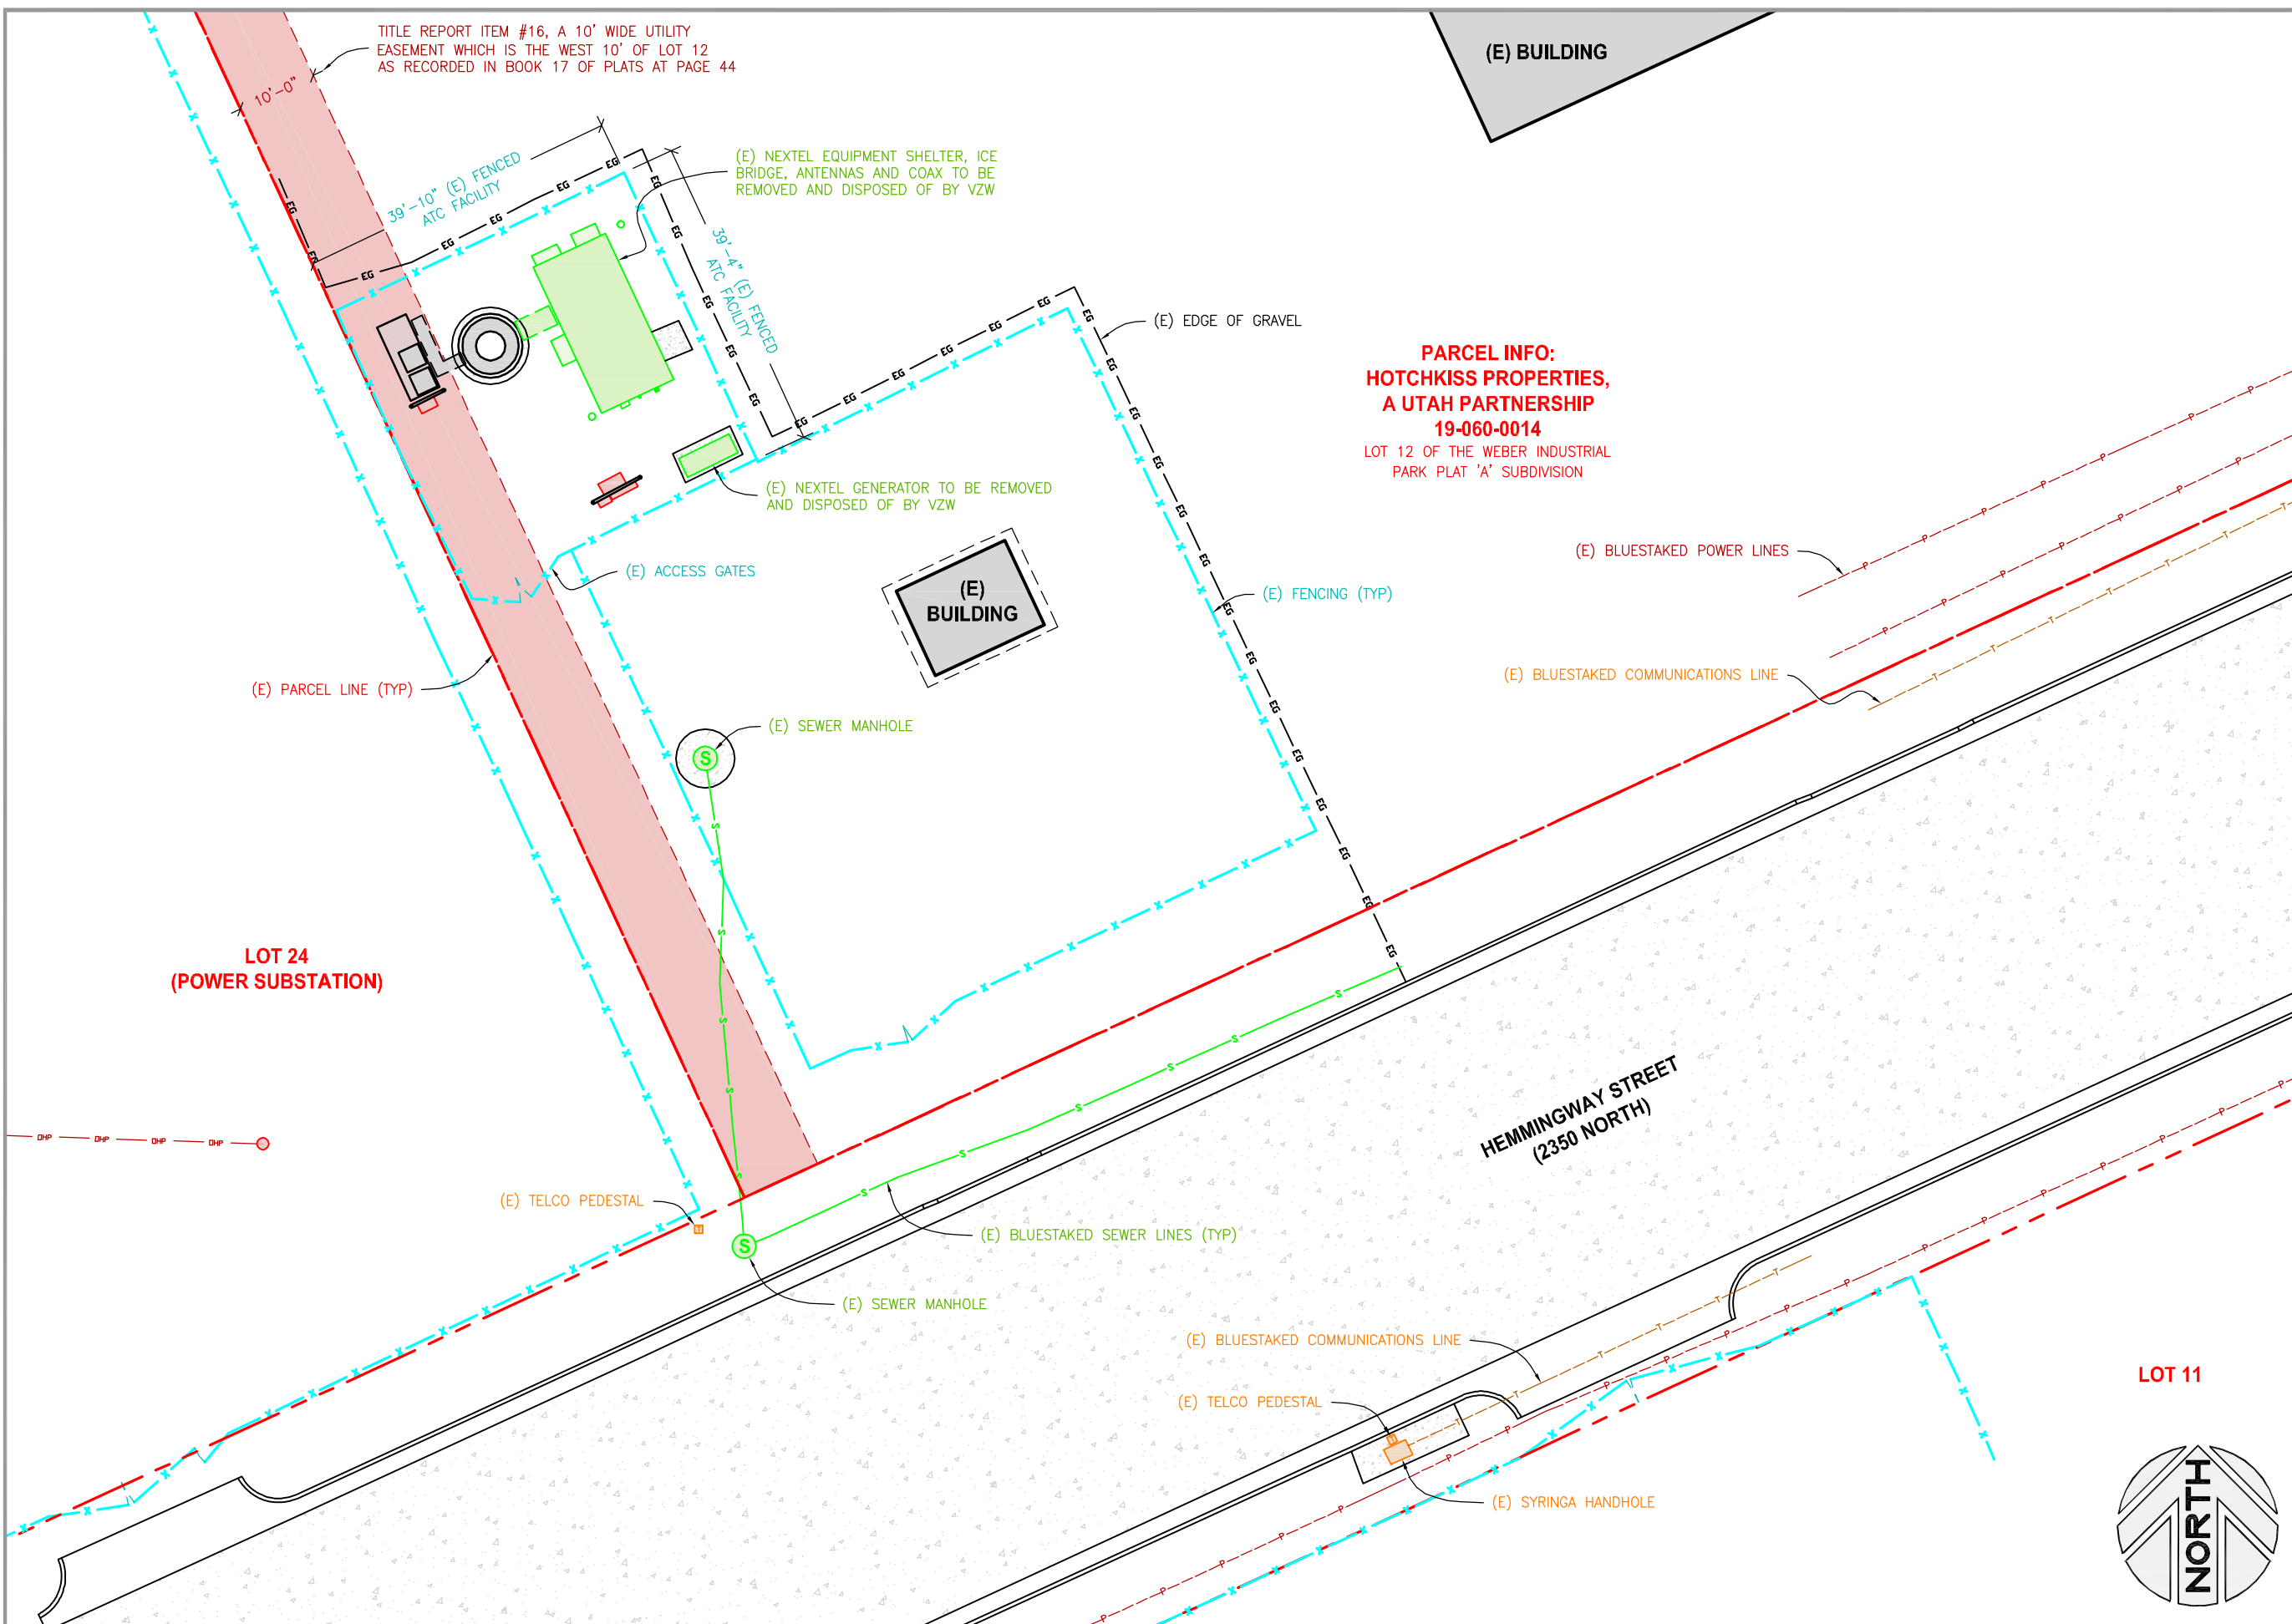 TITLE REPORT ITEM #16, A 10' WIDE UTILITY
EASEMENT WHICH IS THE WEST 10' OF LOT 12
AS RECORDED IN BOOK 17 OF PLATS AT PAGE 44
10'-0"
(E) BUILDING
39'-10" (E) FENCED
ATC FACILITY
(E) NEXTEL EQUIPMENT SHELTER, ICE
BRIDGE, ANTENNAS AND COAX TO BE
REMOVED AND DISPOSED OF BY VZW
39'-4" (E) FENCED
ATC FACILITY
(E) EDGE OF GRAVEL
PARCEL INFO:
HOTCHKISS PROPERTIES,
A UTAH PARTNERSHIP
19-060-0014
LOT 12 OF THE WEBER INDUSTRIAL
PARK PLAT 'A' SUBDIVISION
(E) NEXTEL GENERATOR TO BE REMOVED
AND DISPOSED OF BY VZW
(E) BLUESTAKED POWER LINES
(E) ACCESS GATES
(E)
BUILDING
(E) FENCING (TYP)
(E) PARCEL LINE (TYP)
(E) BLUESTAKED COMMUNICATIONS LINE
(E) SEWER MANHOLE
S
LOT 24
(POWER SUBSTATION)
HEMMINGWAY STREET
(2350 NORTH)
OHP OHP OHP OHP
(E) TELCO PEDESTAL
S
(E) BLUESTAKED SEWER LINES (TYP)
(E) SEWER MANHOLE
(E) BLUESTAKED COMMUNICATIONS LINE
(E) TELCO PEDESTAL
LOT 11
(E) SYRINGA HANDHOLE
NORTH